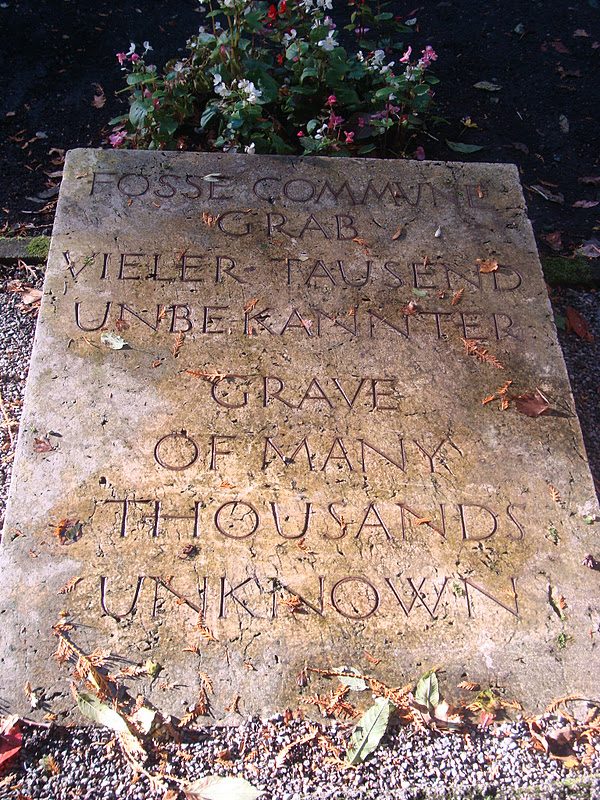 FOSSE COMMUNE
GRAB
VIELER-TAUSEND
UNBEKANNTER
GRAVE
OF MANY
THOUSANDS
UNKNOWN